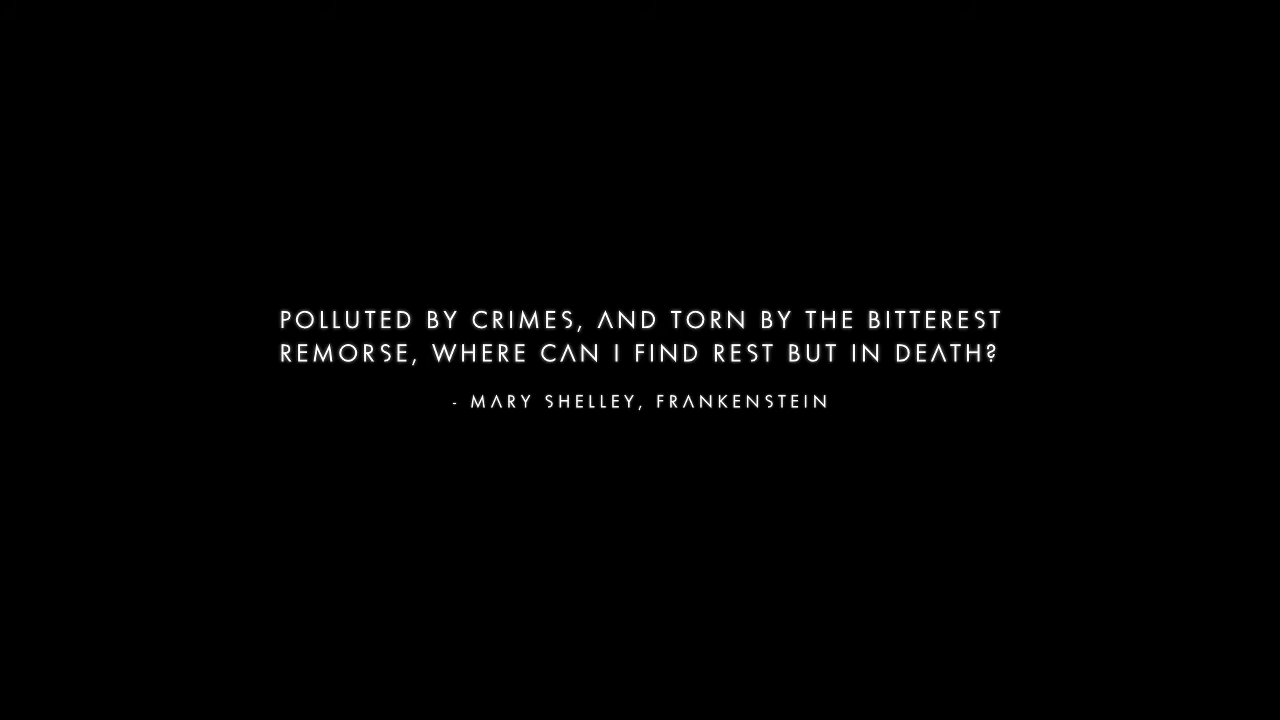 POLLUTED BY CRIMES, AND TORN BY THE BITTEREST
REMORSE, WHERE CAN I FIND REST BUT IN DEATH?
- MARY SHELLEY, FRANKENSTEIN